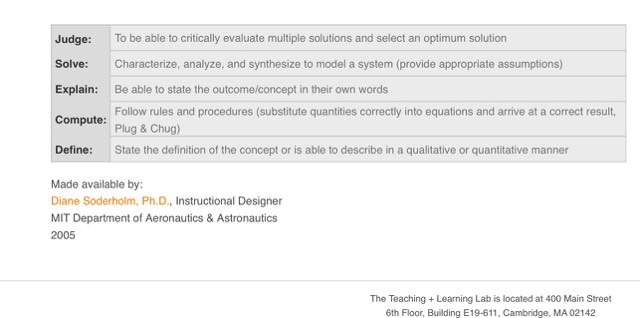 Judge: To be able to critically evaluate multiple solutions and select an optimum solution
Solve: Characterize, analyze, and synthesize to model a system (provide appropriate assumptions)
Explain: Be able to state the outcome/concept in their own words
Compute: Follow rules and procedures (substitute quantities correctly into equations and arrive at a correct result,
Plug & Chug)
Define: State the definition of the concept or is able to describe in a qualitative or quantitative manner
Made available by:
Diane Soderholm, Ph.D., Instructional Designer
MIT Department of Aeronautics & Astronautics
2005
The Teaching + Learning Lab is located at 400 Main Street
6th Floor, Building E19-611, Cambridge, MA 02142